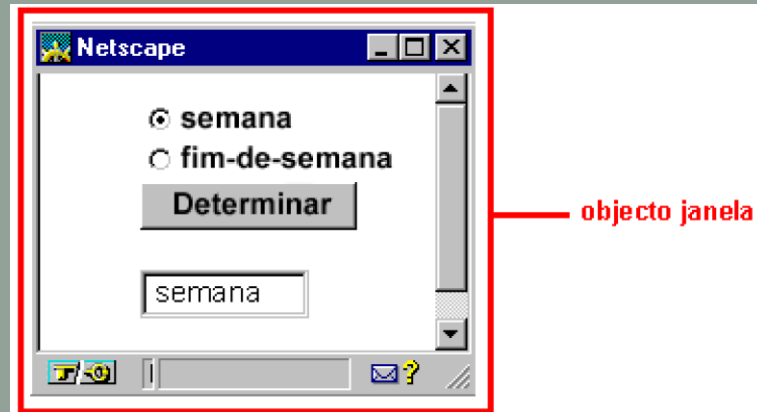 Netscape
semana
fim-de-semana
Determinar
objecto janela
semana